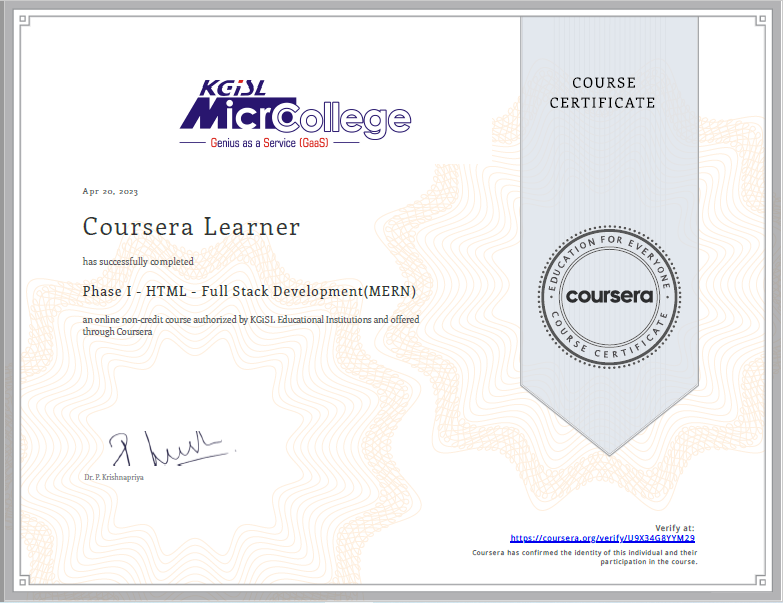 COURSE
CERTIFICATE
KGiSL
MicroCollege
Genius as a Service (GaaS)
Apr 20, 2023
Coursera Learner
has successfully completed
Phase I - HTML - Full Stack Development(MERN)
an online non-credit course authorized by KGiSL Educational Institutions and offered
through Coursera
EDUCATION FOR EVERYONE
coursera
COURSE CERTIFICATE
Dr. P. Krishnapriya
Verify at:
https://coursera.org/verify/U9X34G8YYM29
Coursera has confirmed the identity of this individual and their
participation in the course.